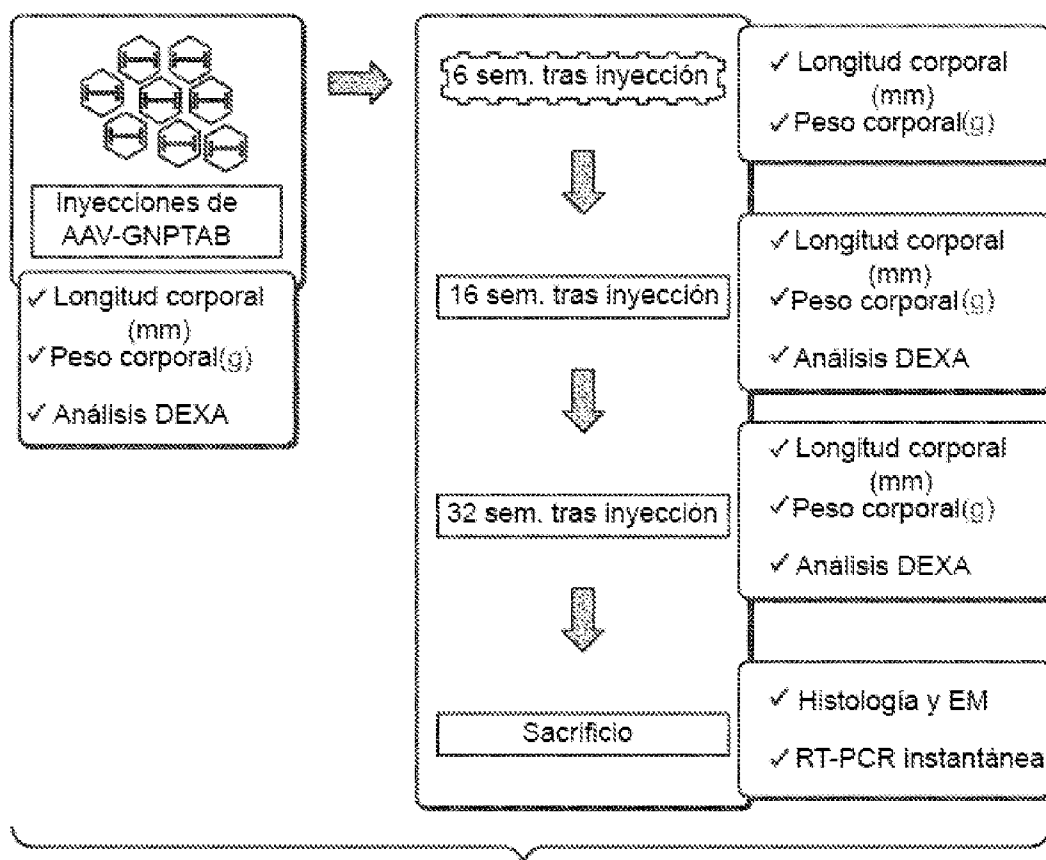 Inyecciones de
AAV-GNPTAB
✓ Longitud corporal
(mm)
✓ Peso corporal(g)
✓ Análisis DEXA
6 sem. tras inyección
✓ Longitud corporal
(mm)
✓ Peso corporal(g)
16 sem. tras inyección
✓ Longitud corporal
(mm)
✓ Peso corporal(g)
✓ Análisis DEXA
32 sem. tras inyección
✓ Longitud corporal
(mm)
✓ Peso corporal(g)
✓ Análisis DEXA
Sacrificio
✓ Histología y EM
✓ RT-PCR instantánea